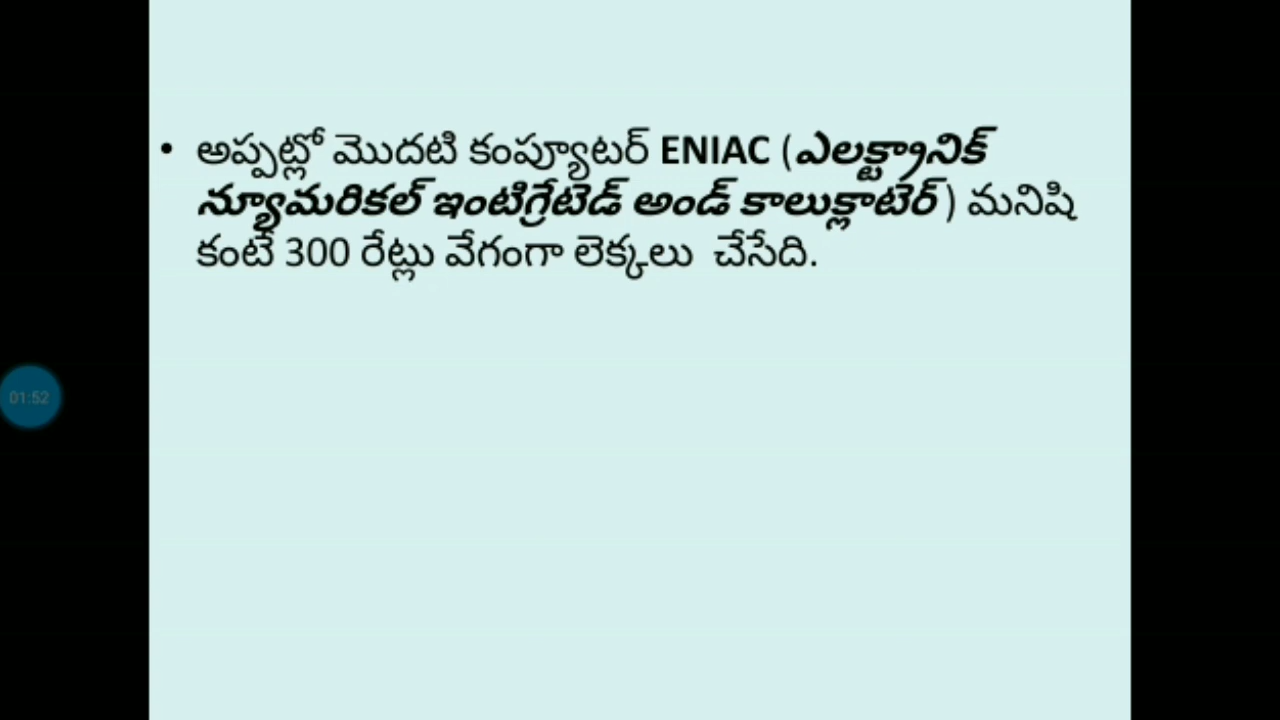 • అప్పట్లో మొదటి కంప్యూటర్ ENIAC (ఎలక్ట్రానిక్
న్యూమరికల్ ఇంటిగ్రేటెడ్ అండ్ కాలుక్లాటెర్) మనిషి
కంటే 300 రేట్లు వేగంగా లెక్కలు చేసేది.
01:52